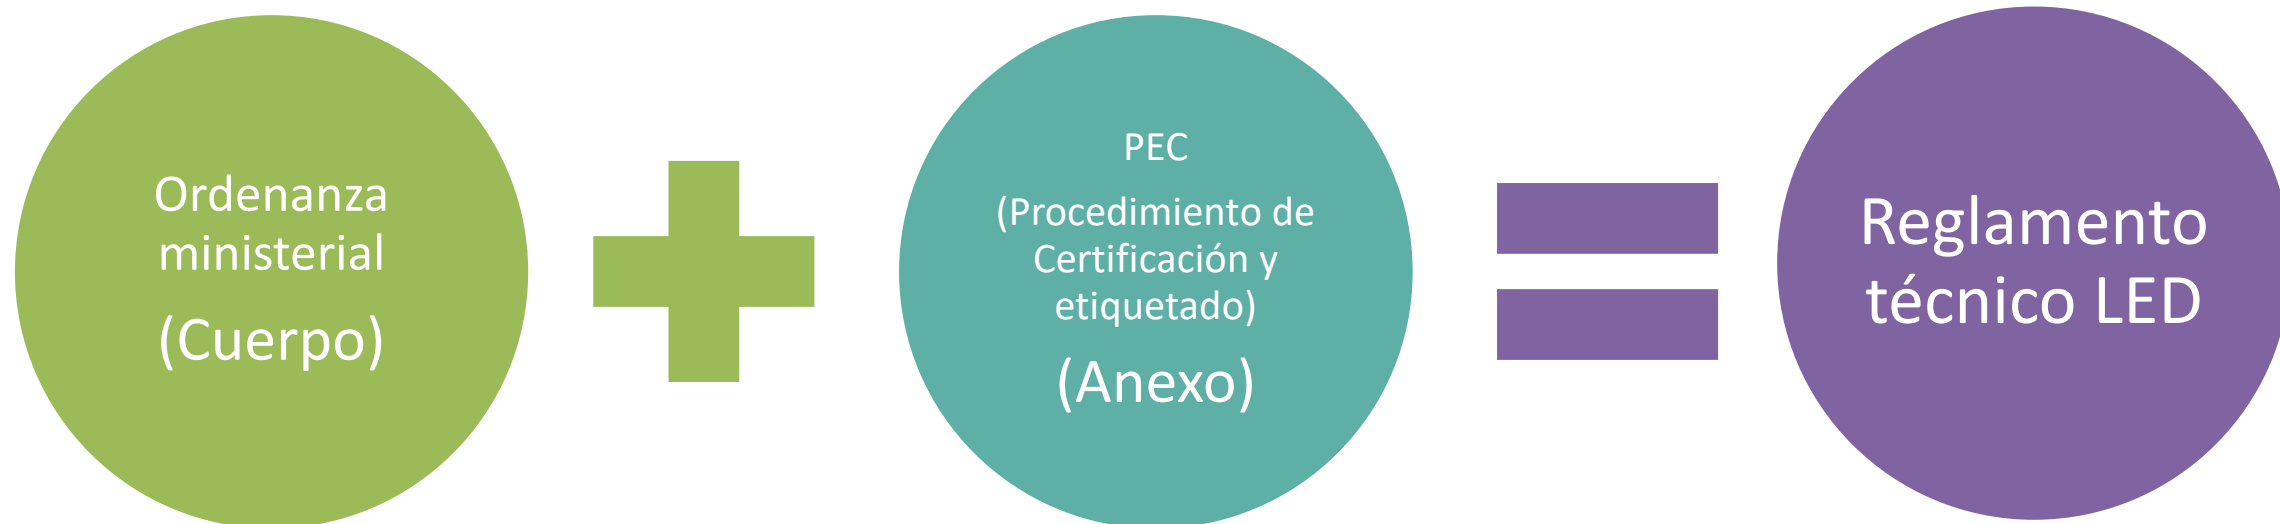 Ordenanza
ministerial
(Cuerpo)
PEC
(Procedimiento de
Certificación y
etiquetado)
(Anexo)
Reglamento
técnico LED